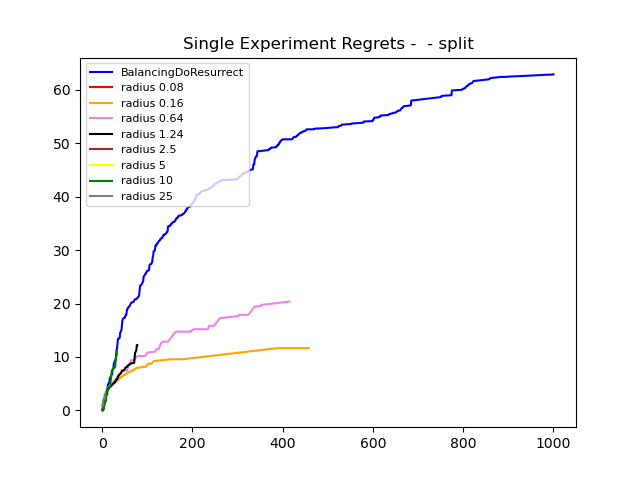 Single Experiment Regrets -  - split
BalancingDoResurrect
radius 0.08
radius 0.16
radius 0.64
radius 1.24
radius 2.5
radius 5
radius 10
radius 25
60
50
40
30
20
10
0
0 200 400 600 800 1000